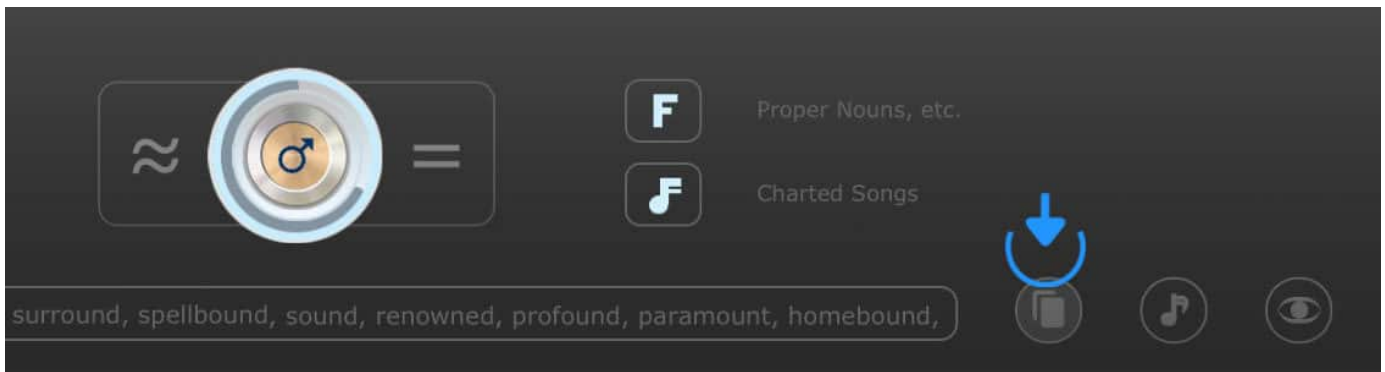 ≈ ♂ =
F Proper Nouns, etc.
Charted Songs
surround, spellbound, sound, renowned, profound, paramount, homebound,